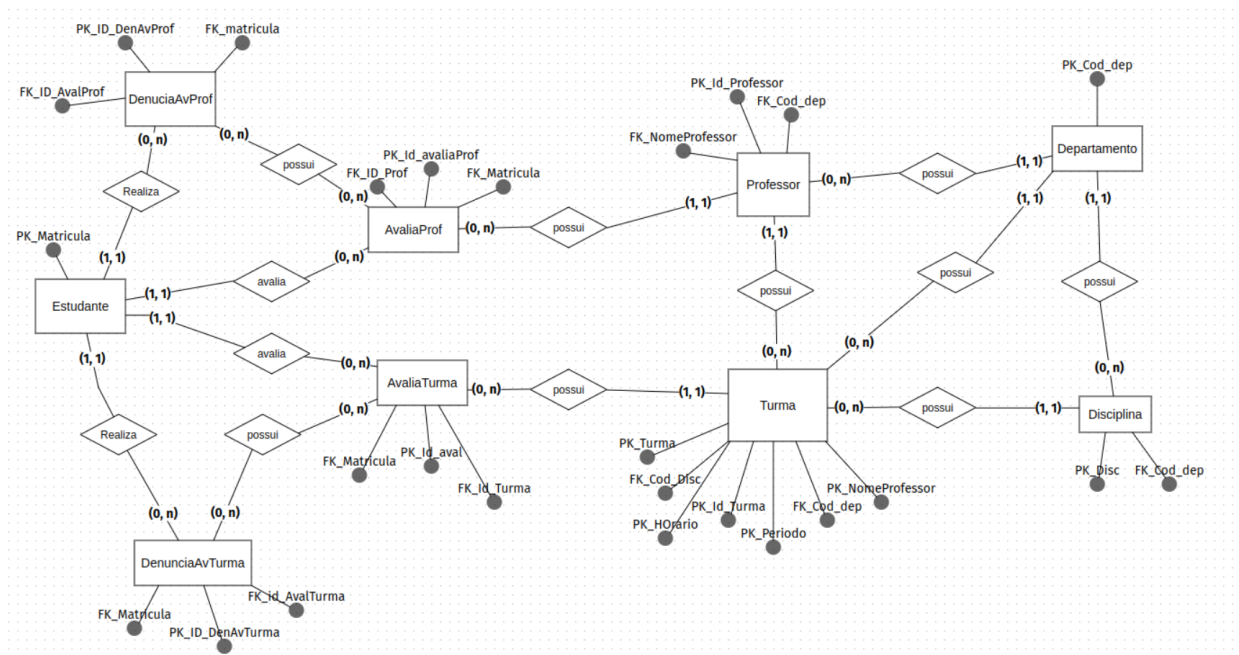 PK_ID_DenAvProf
FK_matricula
FK_ID_AvalProf
DenuciaAvProf
(0, n)
(0, n)
possui
Realiza
(0, n)
PK_Id_avaliaProf
FK_ID_Prof
FK_Matricula
AvaliaProf
(0, n)
possui
(1, 1)
PK_Id_Professor
FK_Cod_dep
FK_NomeProfessor
Professor
(0, n)
possui
(1, 1)
PK_Cod_dep
Departamento
(1, 1)
(1, 1)
(1, 1)
PK_Matricula
Estudante
(1, 1)
(1, 1)
avalia
(0, n)
(1, 1)
avalia
(0, n)
(1, 1)
possui
(0, n)
possui
(0, n)
possui
(0, n)
AvaliaTurma
(0, n)
possui
(1, 1)
Turma
(0, n)
possui
(1, 1)
Disciplina
PK_Disc
FK_Cod_dep
(0, n)
Realiza
possui
FK_Matricula
PK_Id_aval
FK_Id_Turma
PK_Turma
FK_Cod_Disc
PK_HOrario
PK_Id_Turma
PK_Periodo
FK_Cod_dep
PK_NomeProfessor
(0, n)
(0, n)
DenunciaAvTurma
FK_Matricula
PK_ID_DenAvTurma
FK_id_AvalTurma